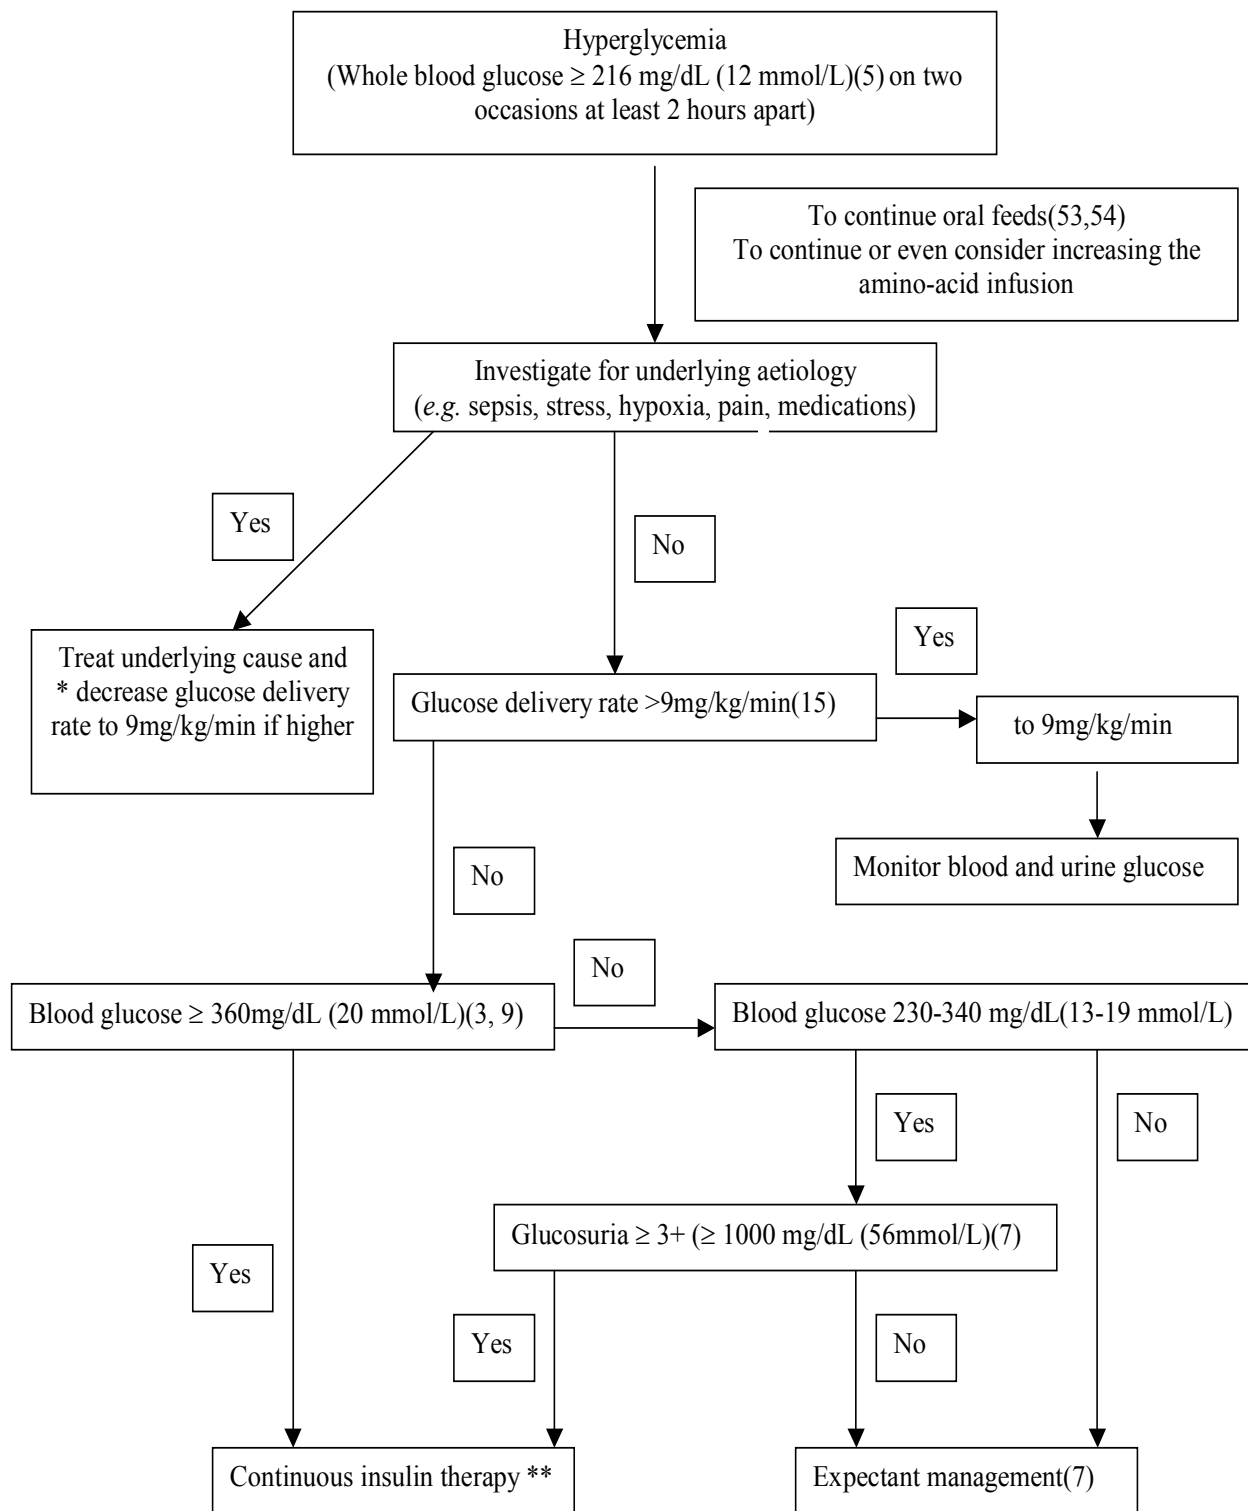 Hyperglycemia
(Whole blood glucose ≥ 216 mg/dL (12 mmol/L)(5) on two
occasions at least 2 hours apart)
To continue oral feeds(53,54)
To continue or even consider increasing the
amino-acid infusion
Investigate for underlying aetiology
(e.g. sepsis, stress, hypoxia, pain, medications)
Yes
No
Treat underlying cause and
* decrease glucose delivery
rate to 9mg/kg/min if higher
Yes
Glucose delivery rate >9mg/kg/min(15)
to 9mg/kg/min
No
Monitor blood and urine glucose
No
Blood glucose ≥ 360mg/dL (20 mmol/L)(3, 9)
Blood glucose 230-340 mg/dL(13-19 mmol/L)
Yes
No
Glucosuria ≥ 3+ (≥ 1000 mg/dL (56mmol/L)(7)
Yes
Yes
No
Continuous insulin therapy **
Expectant management(7)